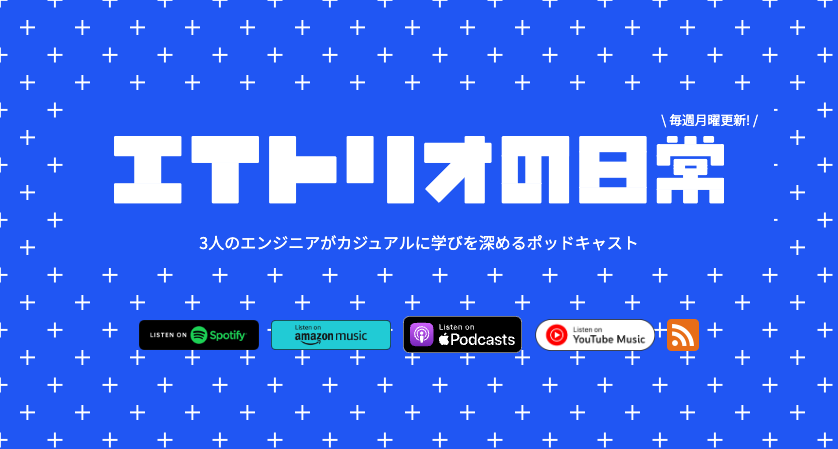 \ 毎週月曜更新! /
エイトリオの日常
3人のエンジニアがカジュアルに学びを深めるポッドキャスト
LISTEN ON Spotify
Listen on amazon music
Listen on Podcasts
Listen on YouTube Music